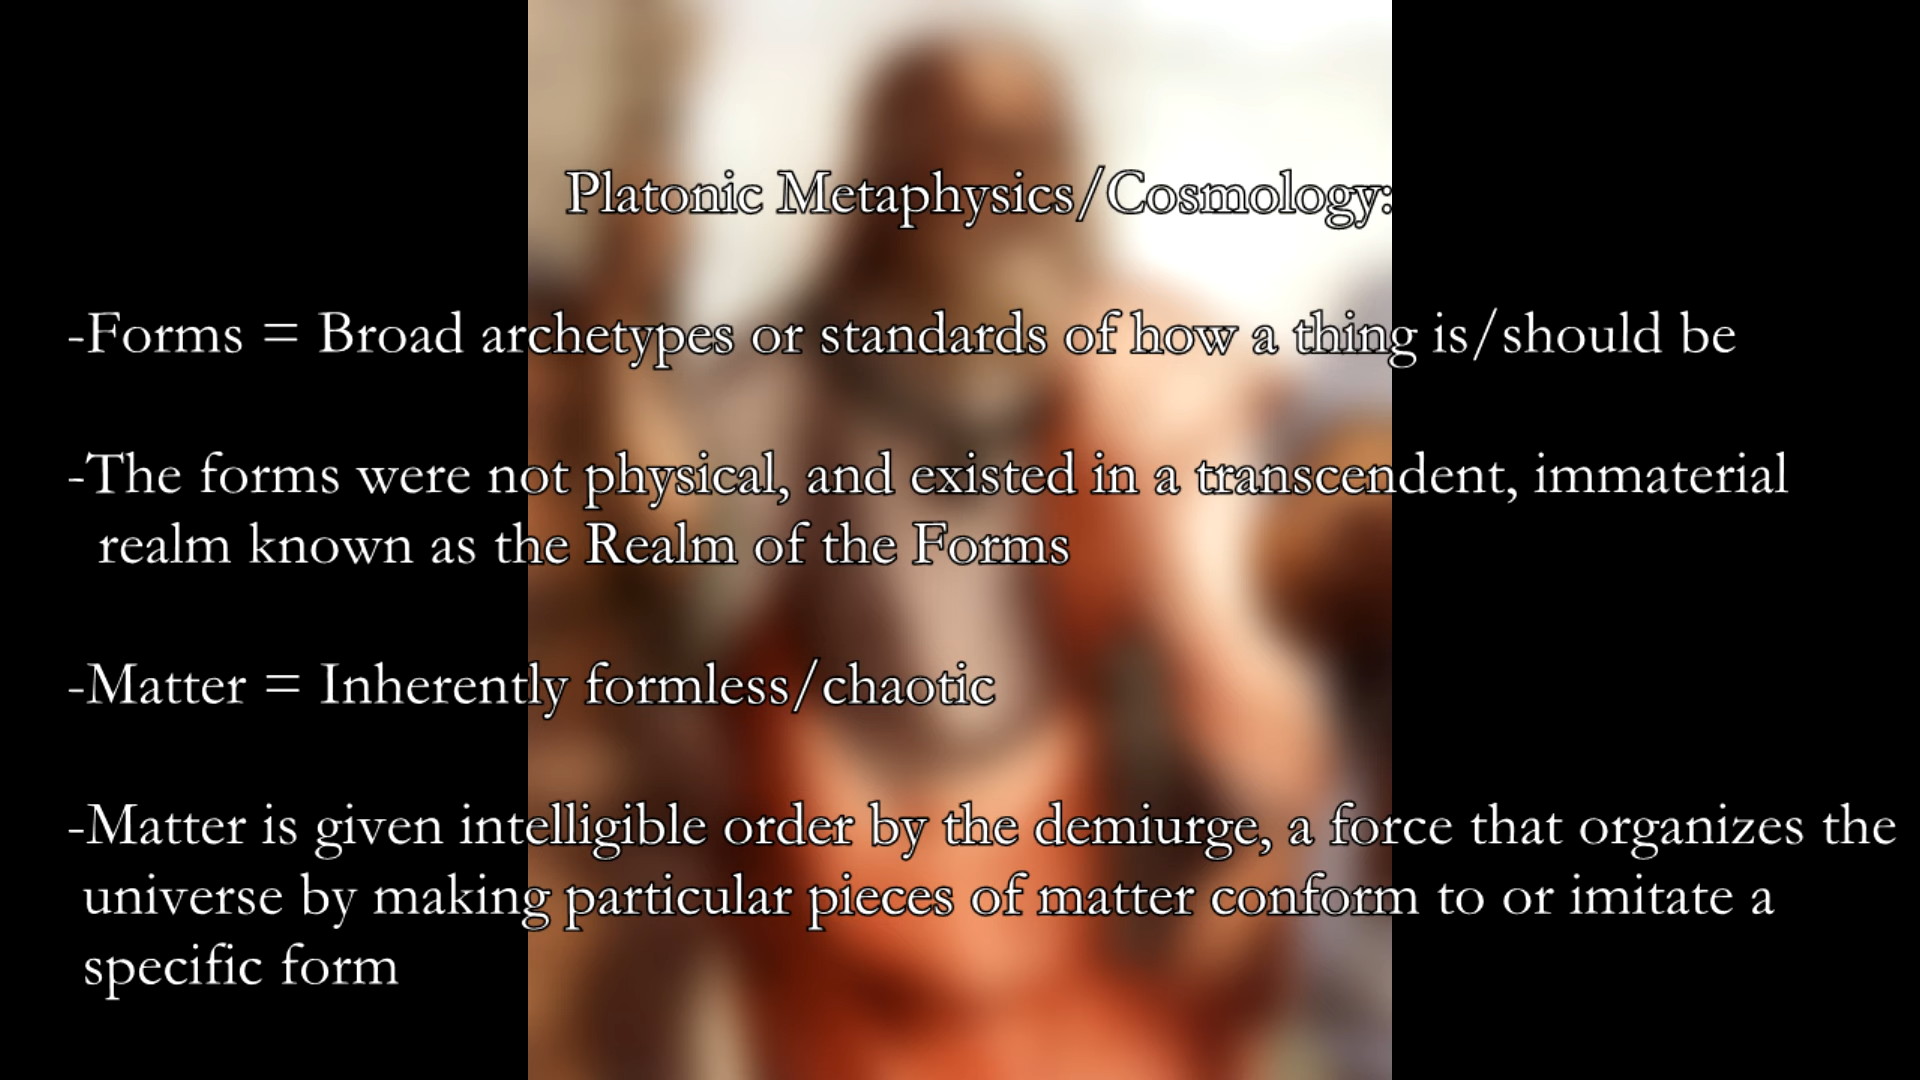 Platonic Metaphysics/Cosmology:
-Forms = Broad archetypes or standards of how a thing is/should be
-The forms were not physical, and existed in a transcendent, immaterial
realm known as the Realm of the Forms
-Matter = Inherently formless/chaotic
-Matter is given intelligible order by the demiurge, a force that organizes the
universe by making particular pieces of matter conform to or imitate a
specific form